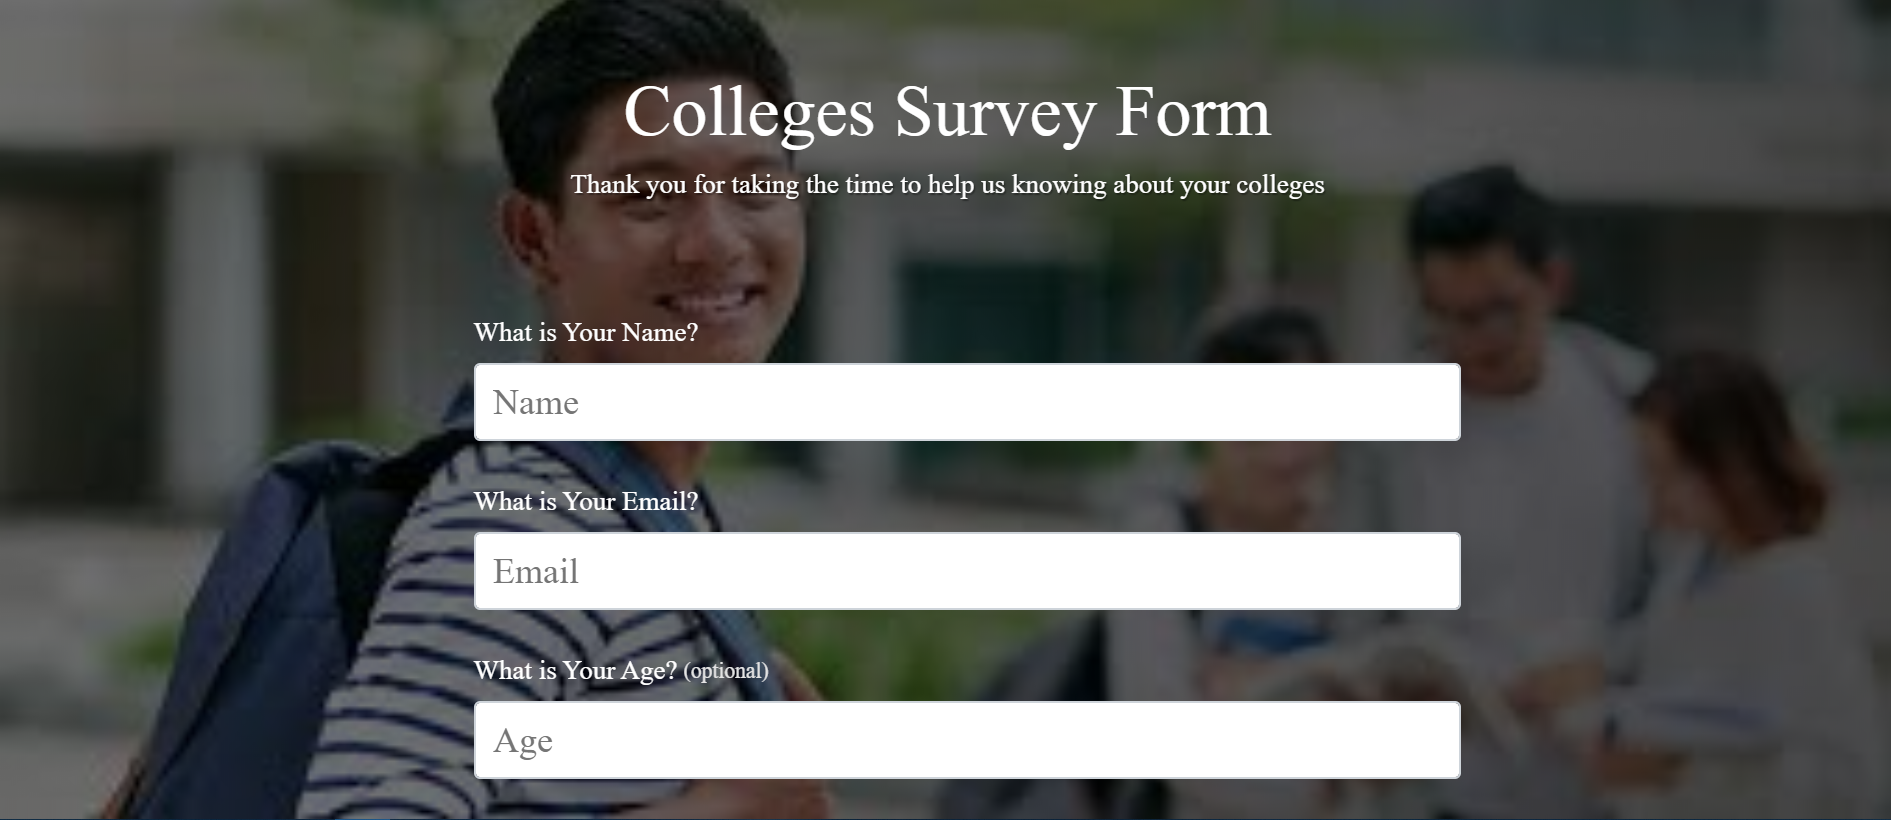 Colleges Survey Form
Thank you for taking the time to help us knowing about your colleges
What is Your Name?
Name
What is Your Email?
Email
What is Your Age? (optional)
Age